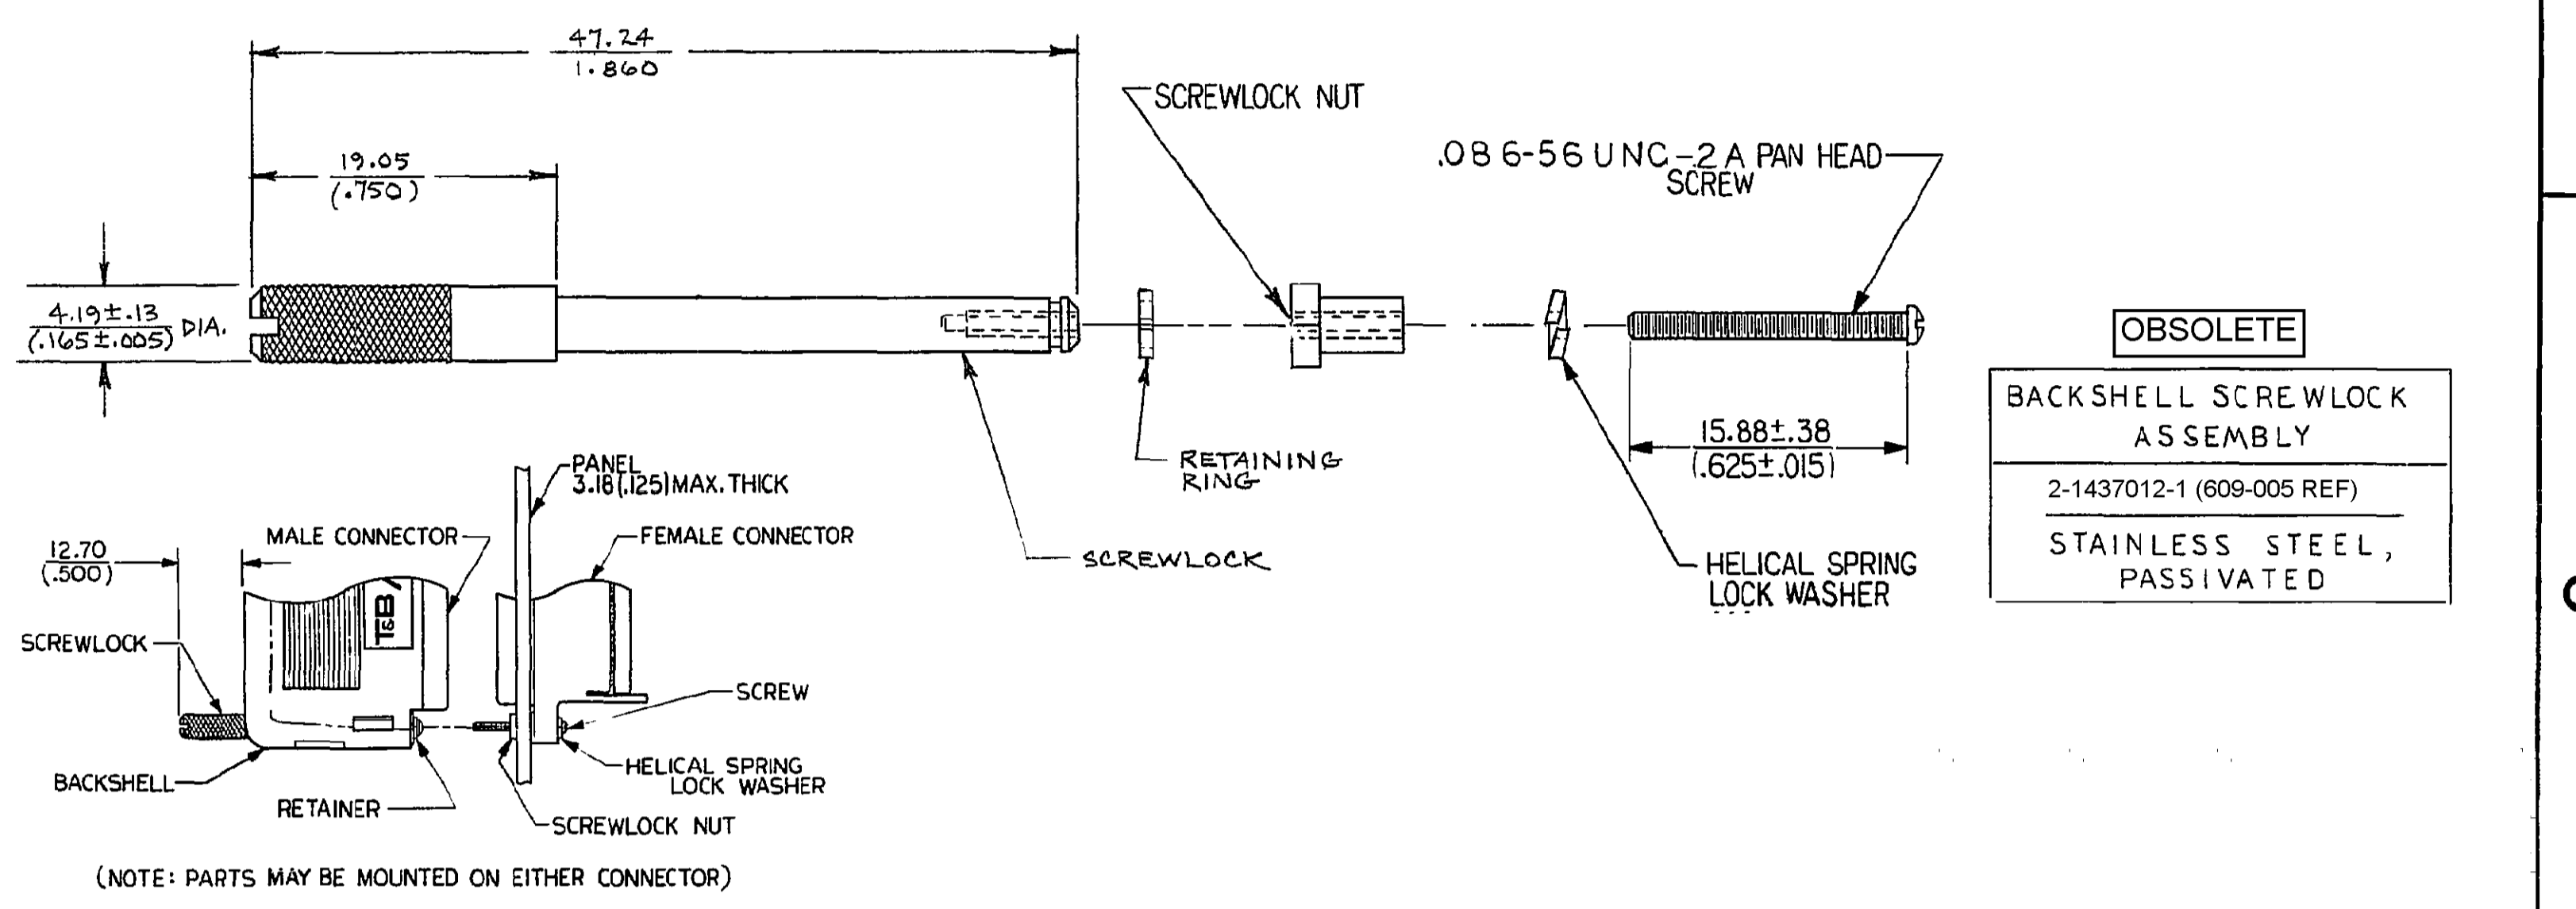 47.24
1.860
SCREWLOCK NUT
19.05
(.750)
.086-56 UNC-2A PAN HEAD
SCREW
4.19±.13
(.165±.005) DIA.
OBSOLETE
BACKSHELL SCREWLOCK
ASSEMBLY
2-1437012-1 (609-005 REF)
STAINLESS STEEL,
PASSIVATED
15.88±.38
(.625±.015)
RETAINING
RING
SCREWLOCK
HELICAL SPRING
LOCK WASHER
PANEL
3.18(.125)MAX. THICK
MALE CONNECTOR
FEMALE CONNECTOR
12.70
(.500)
T&B
SCREWLOCK
SCREW
BACKSHELL
HELICAL SPRING
LOCK WASHER
RETAINER
SCREWLOCK NUT
(NOTE: PARTS MAY BE MOUNTED ON EITHER CONNECTOR)